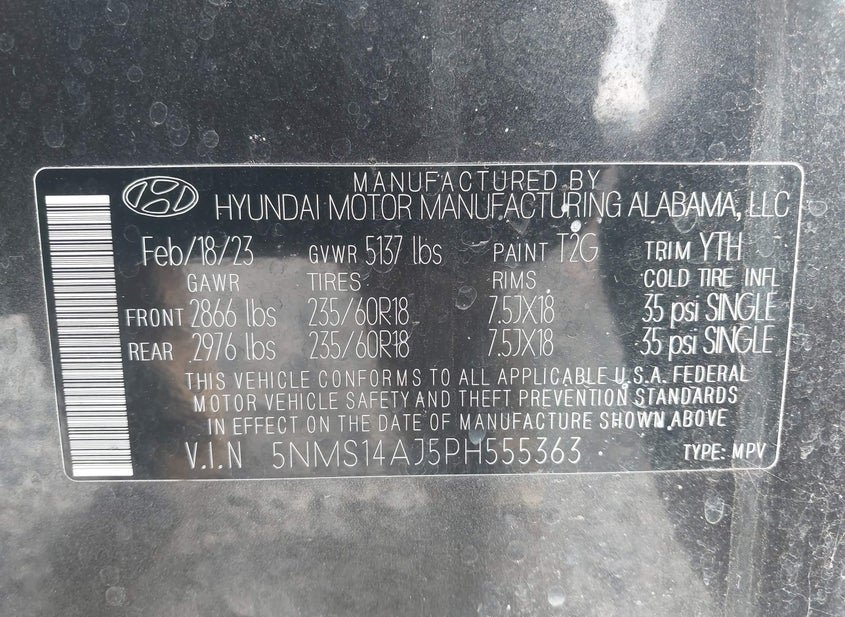 MANUFACTURED BY
HYUNDAI MOTOR MANUFACTURING ALABAMA, LLC
Feb/18/23 GVWR 5137 lbs PAINT T2G TRIM YTH
GAWR TIRES RIMS COLD TIRE INFL
FRONT 2866 lbs 235/60R18 7.5JX18 35 psi SINGLE
REAR 2976 lbs 235/60R18 7.5JX18 35 psi SINGLE
THIS VEHICLE CONFORMS TO ALL APPLICABLE U.S.A. FEDERAL
MOTOR VEHICLE SAFETY AND THEFT PREVENTION STANDARDS
IN EFFECT ON THE DATE OF MANUFACTURE SHOWN ABOVE
V.I.N 5NMS14AJ5PH555363 TYPE: MPV